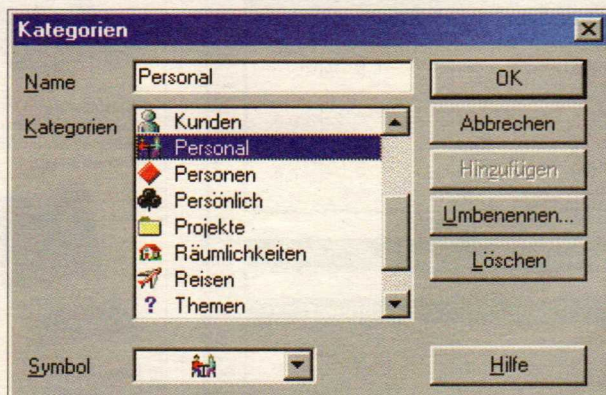 Kategorien
Name
Personal
OK
Kategorien
Kunden
Personal
Personen
Persönlich
Projekte
Räumlichkeiten
Reisen
? Themen
Abbrechen
Hinzufügen
Umbenennen...
Löschen
Symbol
Hilfe